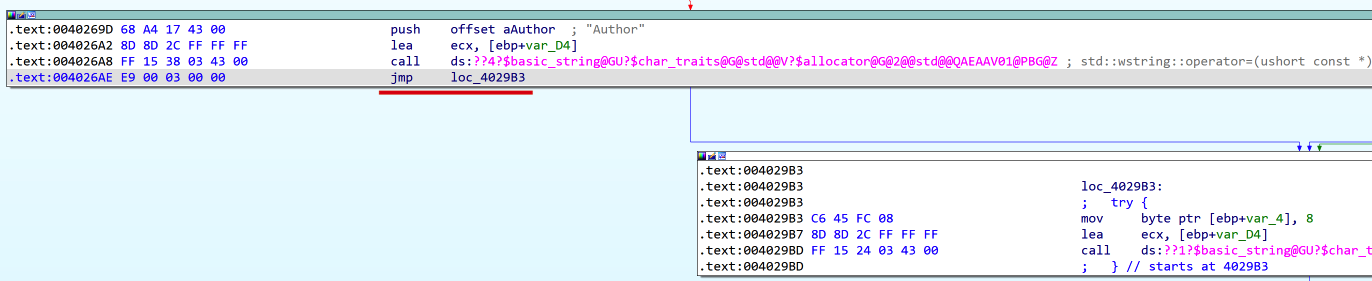 .text:0040269D 68 A4 17 43 00 push offset aAuthor ; "Author"
.text:004026A2 8D 8D 2C FF FF FF lea ecx, [ebp+var_D4]
.text:004026A8 FF 15 38 03 43 00 call ds:??4?$basic_string@GU?$char_traits@G@std@@V?$allocator@G@2@@std@@QAEAAV01@PBG@Z ; std::wstring::operator=(ushort const *)
.text:004026AE E9 00 03 00 00 jmp loc_4029B3
.text:004029B3
.text:004029B3 loc_4029B3:
.text:004029B3 ; try {
.text:004029B3 C6 45 FC 08 mov byte ptr [ebp+var_4], 8
.text:004029B7 8D 8D 2C FF FF FF lea ecx, [ebp+var_D4]
.text:004029BD FF 15 24 03 43 00 call ds:??1?$basic_string@GU?$char_t
.text:004029BD ; } // starts at 4029B3